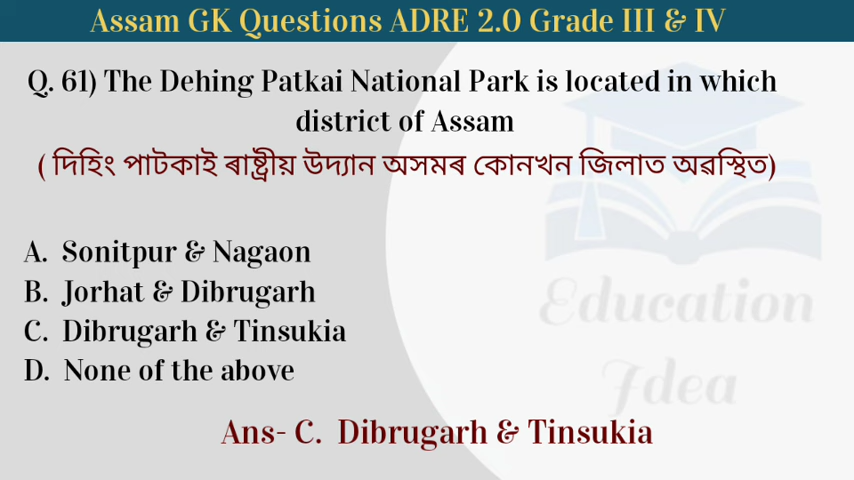 Assam GK Questions ADRE 2.0 Grade III & IV
Q. 61) The Dehing Patkai National Park is located in which
district of Assam
( দিহিং পাটকাই ৰাষ্ট্ৰীয় উদ্যান অসমৰ কোনখন জিলাত অৱস্থিত)
A. Sonitpur & Nagaon
B. Jorhat & Dibrugarh
C. Dibrugarh & Tinsukia
D. None of the above
Education
Idea
Ans- C. Dibrugarh & Tinsukia